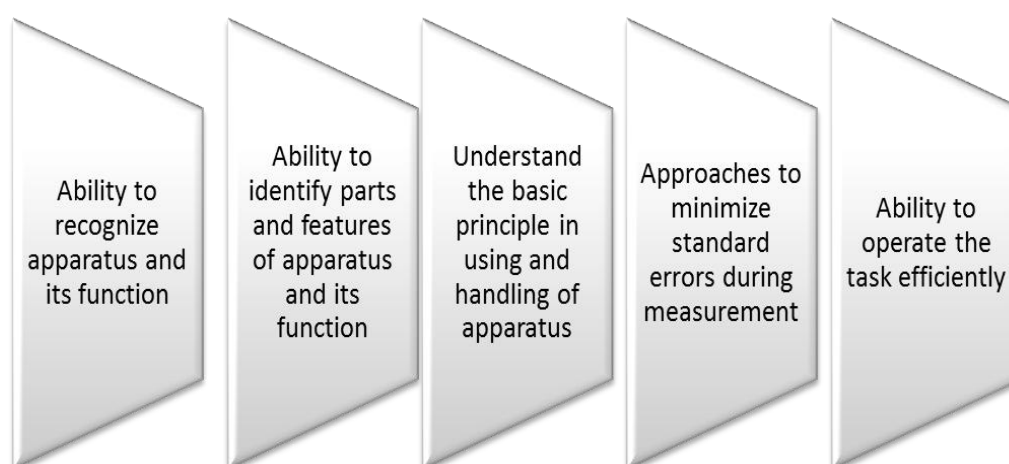 Ability to
recognize
apparatus and
its function
Ability to
identify parts
and features
of apparatus
and its
function
Understand
the basic
principle in
using and
handling of
apparatus
Approaches to
minimize
standard
errors during
measurement
Ability to
operate the
task efficiently